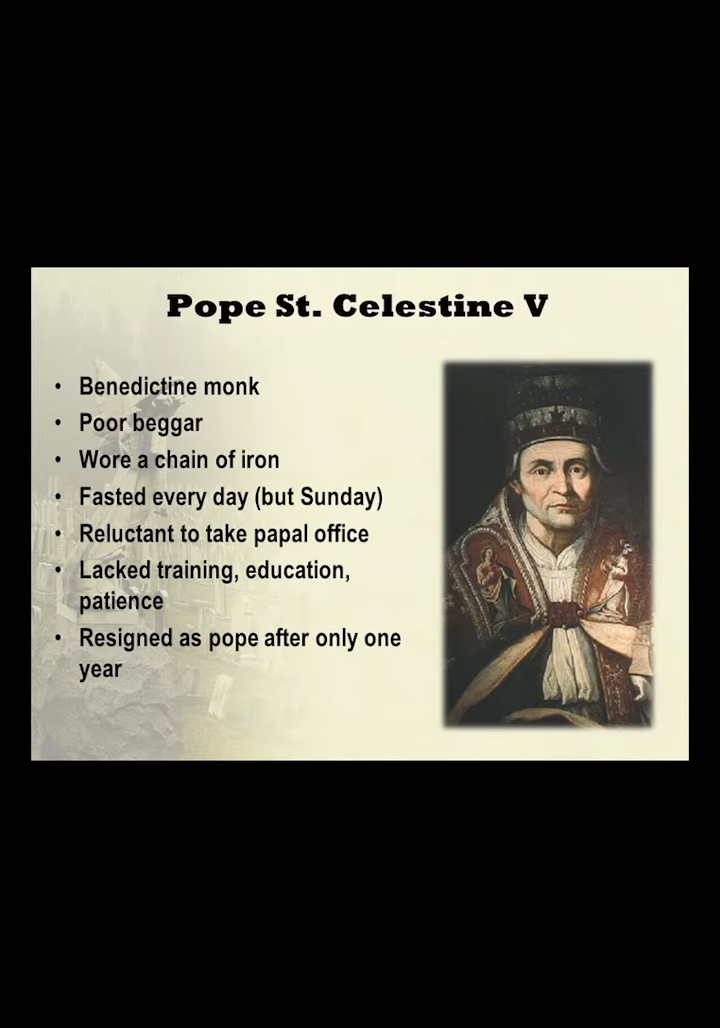 Pope St. Celestine V
• Benedictine monk
• Poor beggar
• Wore a chain of iron
• Fasted every day (but Sunday)
• Reluctant to take papal office
• Lacked training, education,
patience
• Resigned as pope after only one
year